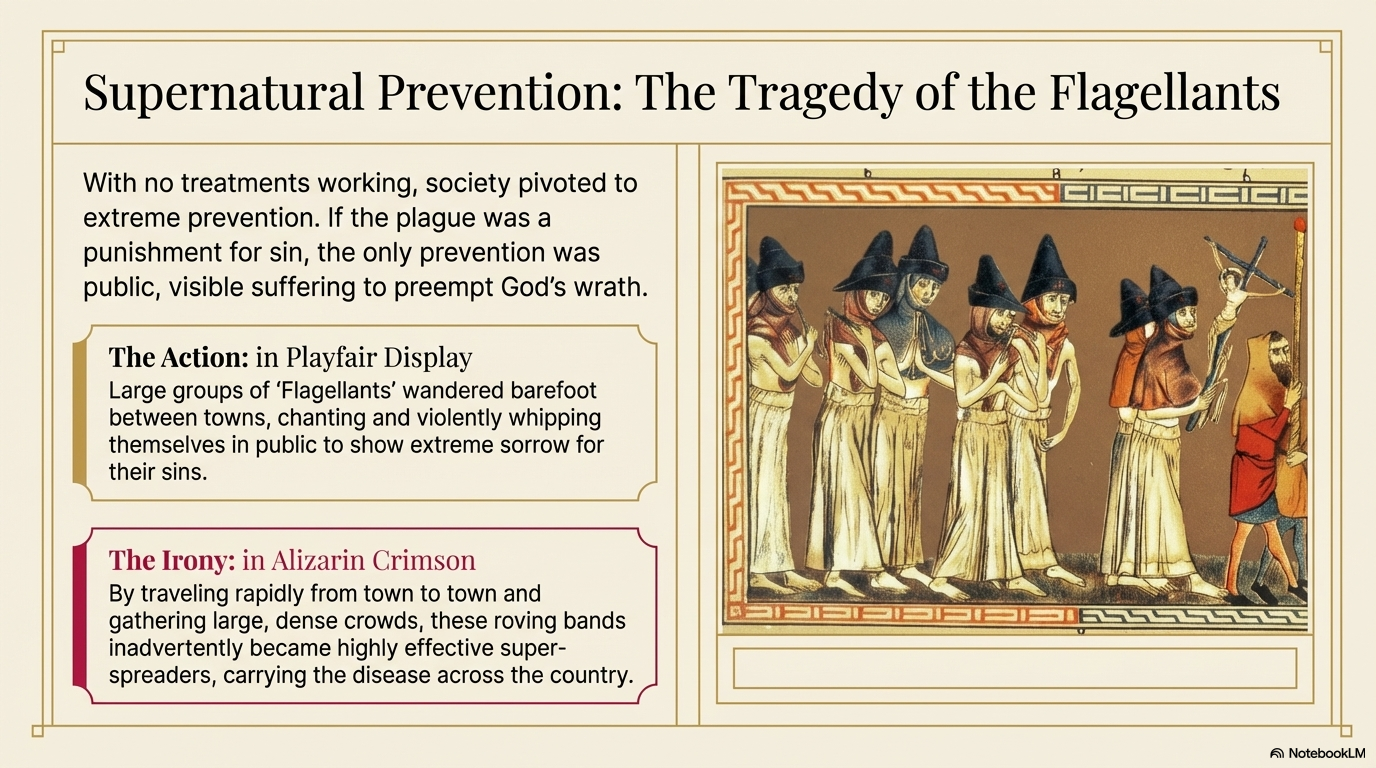 Supernatural Prevention: The Tragedy of the Flagellants
With no treatments working, society pivoted to
extreme prevention. If the plague was a
punishment for sin, the only prevention was
public, visible suffering to preempt God’s wrath.
The Action: in Playfair Display
Large groups of ‘Flagellants’ wandered barefoot
between towns, chanting and violently whipping
themselves in public to show extreme sorrow for
their sins.
The Irony: in Alizarin Crimson
By traveling rapidly from town to town and
gathering large, dense crowds, these roving bands
inadvertently became highly effective super-
spreaders, carrying the disease across the country.
NotebookLM